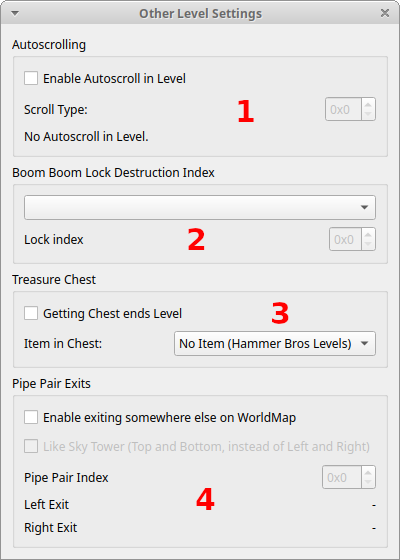 Other Level Settings
Autoscrolling
Enable Autoscroll in Level
Scroll Type: 0x0
1
No Autoscroll in Level.
Boom Boom Lock Destruction Index
Lock index 0x0
2
Treasure Chest
Getting Chest ends Level
3
Item in Chest: No Item (Hammer Bros Levels)
Pipe Pair Exits
Enable exiting somewhere else on WorldMap
Like Sky Tower (Top and Bottom, instead of Left and Right)
Pipe Pair Index 0x0
4
Left Exit -
Right Exit -